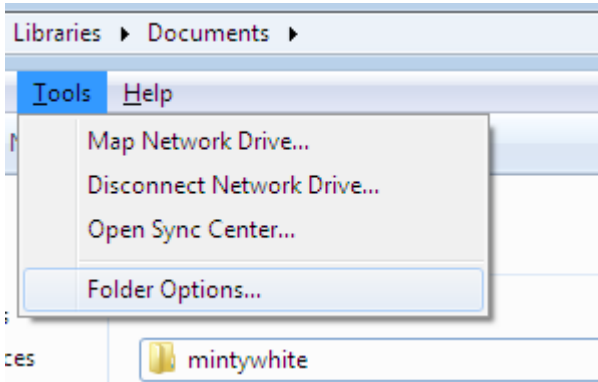 Libraries ▸ Documents ▸
Tools Help
Map Network Drive...
Disconnect Network Drive...
Open Sync Center...
Folder Options...
mintywhite